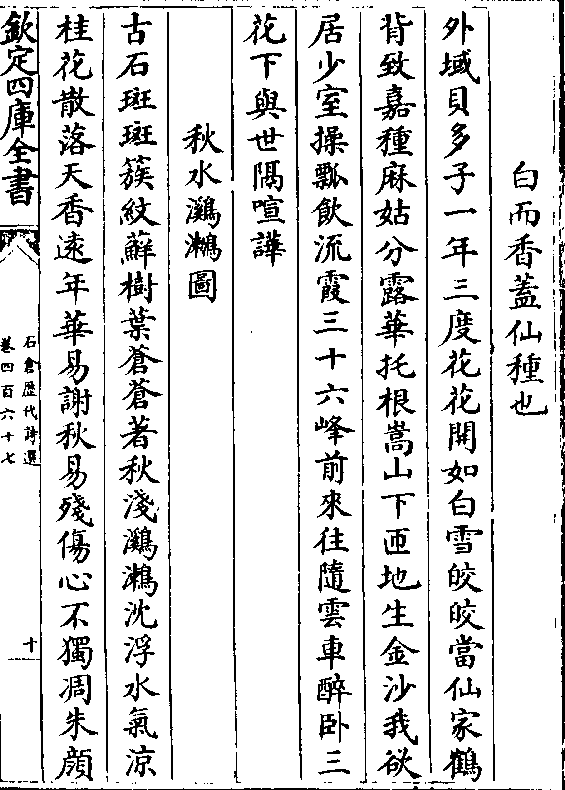 白而香蓋仙種也
外域貝多子一年三度花花開如白雪皎皎當仙家鶴
背致嘉種麻姑分露華托根嵩山下匝地生金沙我欲
居少室操瓢飲流霞三十六峰前來往隨雲車醉卧三
花下與世隔喧譁
秋水鸂鶒圖
古石斑斑簇紋蘚樹葉蒼蒼著秋淺鸂鶒沈浮水氣涼
桂花散落天香遠年華易謝秋易殘傷心不獨凋朱顔
欽定四庫全書
石倉歴代詩選
卷四百六十七
十